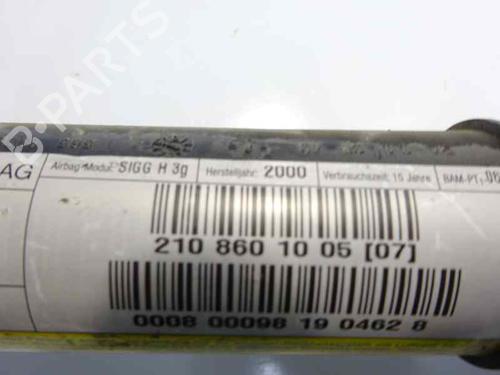 B-PARTS
AG Airbag Modul: SIGG H 3g Herstelljahr: 2000 Verbrauchszeit: 15 Jahre BAM-PT1-
210 860 10 05 [07]
0008 00098 19 0462 8